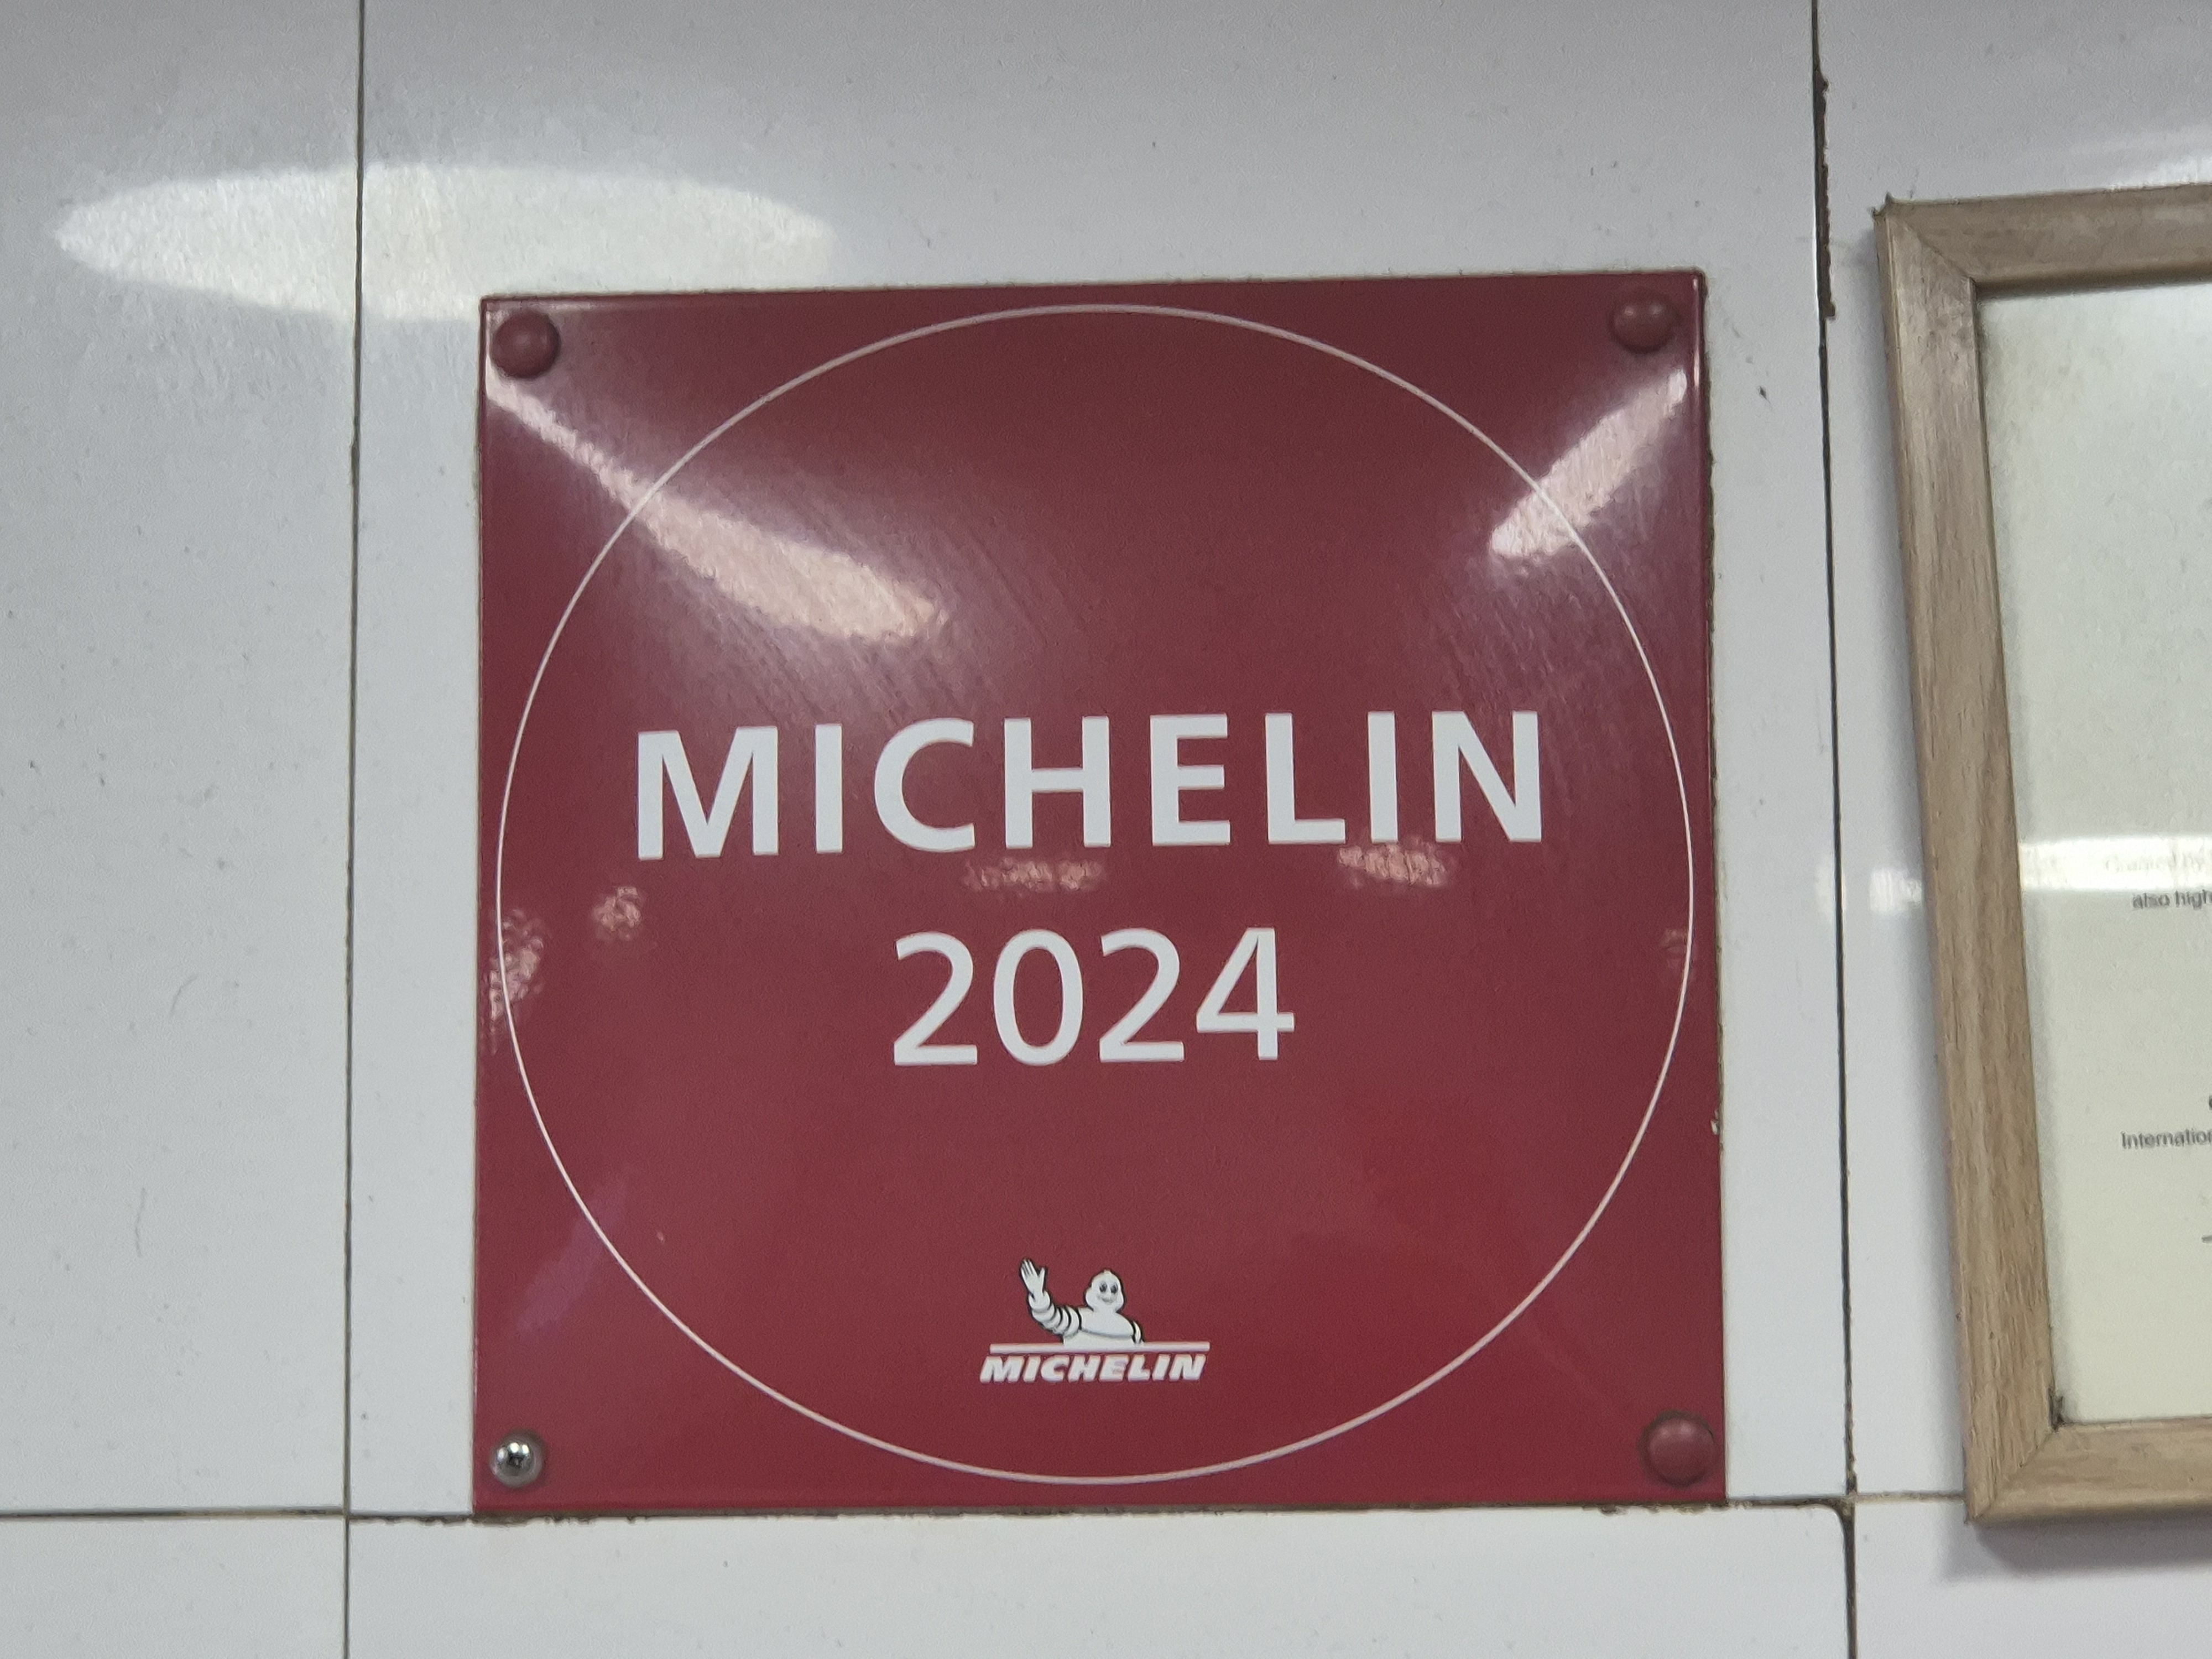 MICHELIN
2024
MICHELIN
also high
Internation